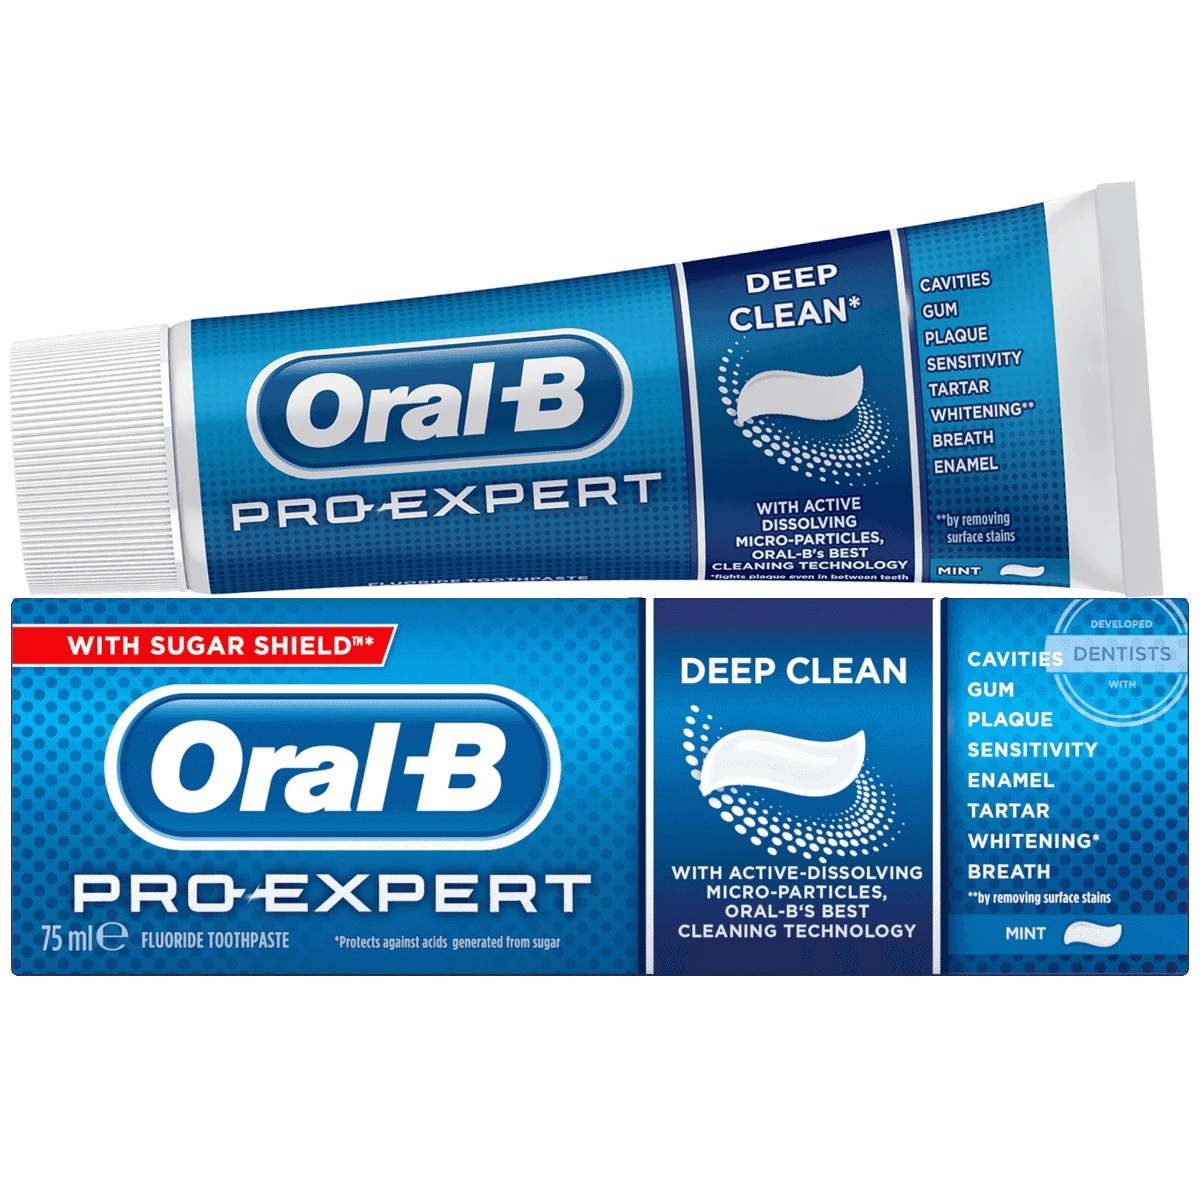 DEEP
CLEAN*
Oral-B
PRO-EXPERT
FLUORIDE TOOTHPASTE
WITH ACTIVE
DISSOLVING
MICRO-PARTICLES,
ORAL-B's BEST
CLEANING TECHNOLOGY
*fights plaque even in between teeth
CAVITIES
GUM
PLAQUE
SENSITIVITY
TARTAR
WHITENING**
BREATH
ENAMEL
**by removing
surface stains
MINT
WITH SUGAR SHIELD™*
Oral-B
PRO-EXPERT
75 ml ℮ FLUORIDE TOOTHPASTE
*Protects against acids generated from sugar
DEEP CLEAN
WITH ACTIVE-DISSOLVING
MICRO-PARTICLES,
ORAL-B'S BEST
CLEANING TECHNOLOGY
DEVELOPED
DENTISTS
WITH
CAVITIES
GUM
PLAQUE
SENSITIVITY
ENAMEL
TARTAR
WHITENING*
BREATH
**by removing surface stains
MINT